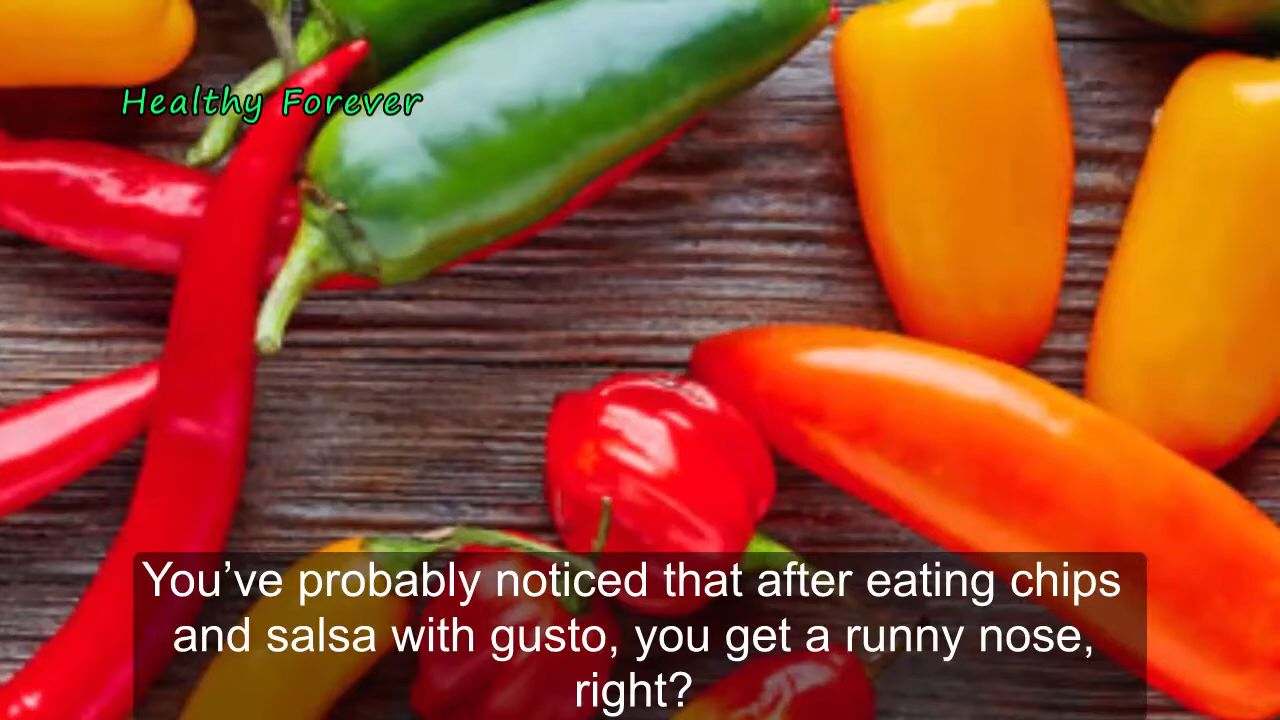 Healthy Forever
You’ve probably noticed that after eating chips
and salsa with gusto, you get a runny nose,
right?